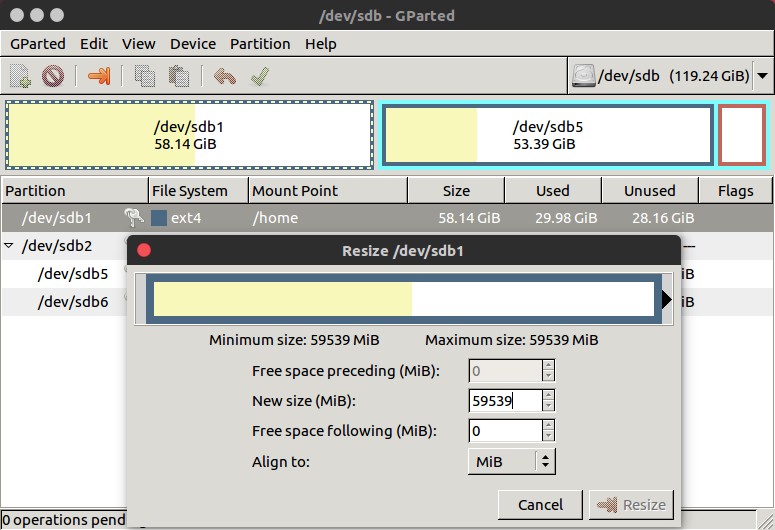 /dev/sdb - GParted
GParted Edit View Device Partition Help
/dev/sdb (119.24 GiB)
/dev/sdb1
58.14 GiB
/dev/sdb5
53.39 GiB
Partition File System Mount Point Size Used Unused Flags
/dev/sdb1 ext4 /home 58.14 GiB 29.98 GiB 28.16 GiB
/dev/sdb2 ---
/dev/sdb5 iB
/dev/sdb6 iB
Resize /dev/sdb1
Minimum size: 59539 MiB Maximum size: 59539 MiB
Free space preceding (MiB): 0
New size (MiB): 59539
Free space following (MiB): 0
Align to: MiB
Cancel Resize
0 operations pend